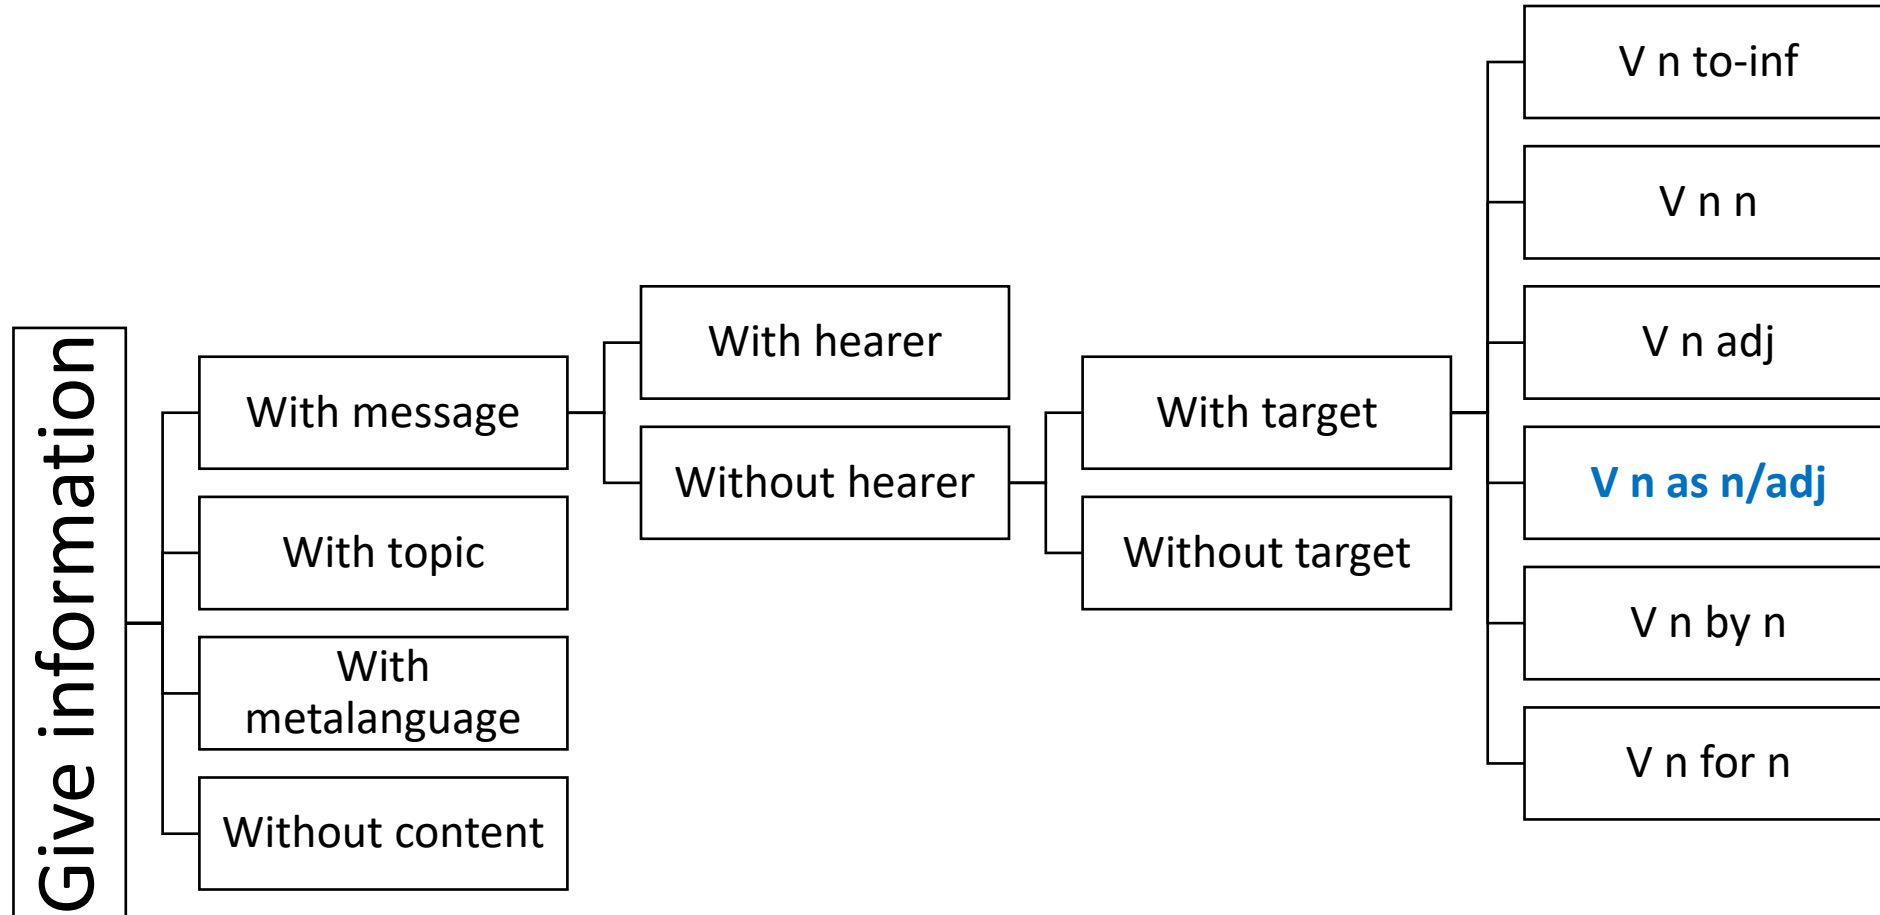 Give information
With message
With topic
With
metalanguage
Without content
With hearer
Without hearer
With target
Without target
V n to-inf
V n n
V n adj
V n as n/adj
V n by n
V n for n